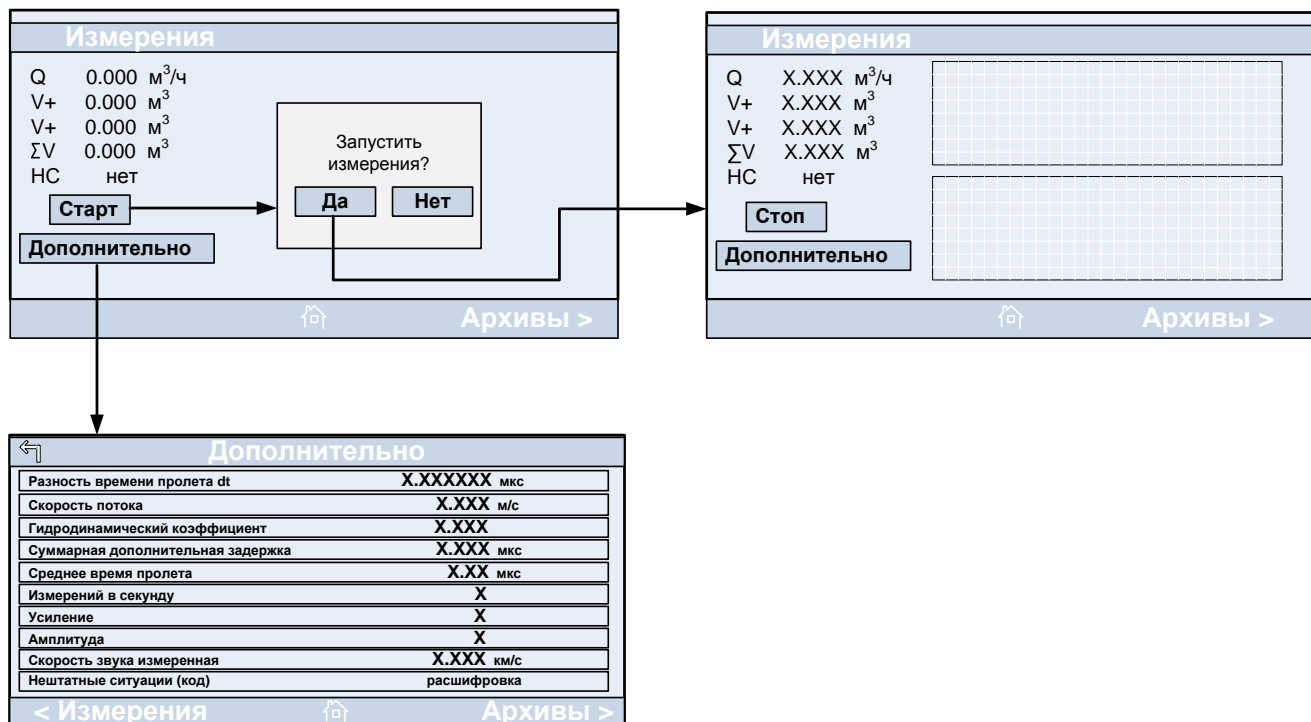 Измерения
Q 0.000 м³/ч
V+ 0.000 м³
V+ 0.000 м³
ΣV 0.000 м³
НС нет
Старт
Дополнительно
Запустить
измерения?
Да Нет
Архивы >
Измерения
Q X.XXX м³/ч
V+ X.XXX м³
V+ X.XXX м³
∑V X.XXX м³
НС нет
Стоп
Дополнительно
Архивы >
Дополнительно
Разность времени пролета dt X.XXXXXX мкс
Скорость потока X.XXX м/с
Гидродинамический коэффициент X.XXX
Суммарная дополнительная задержка X.XXX мкс
Среднее время пролета X.XX мкс
Измерений в секунду X
Усиление X
Амплитуда X
Скорость звука измеренная X.XXX км/с
Нештатные ситуации (код) расшифровка
< Измерения Архивы >